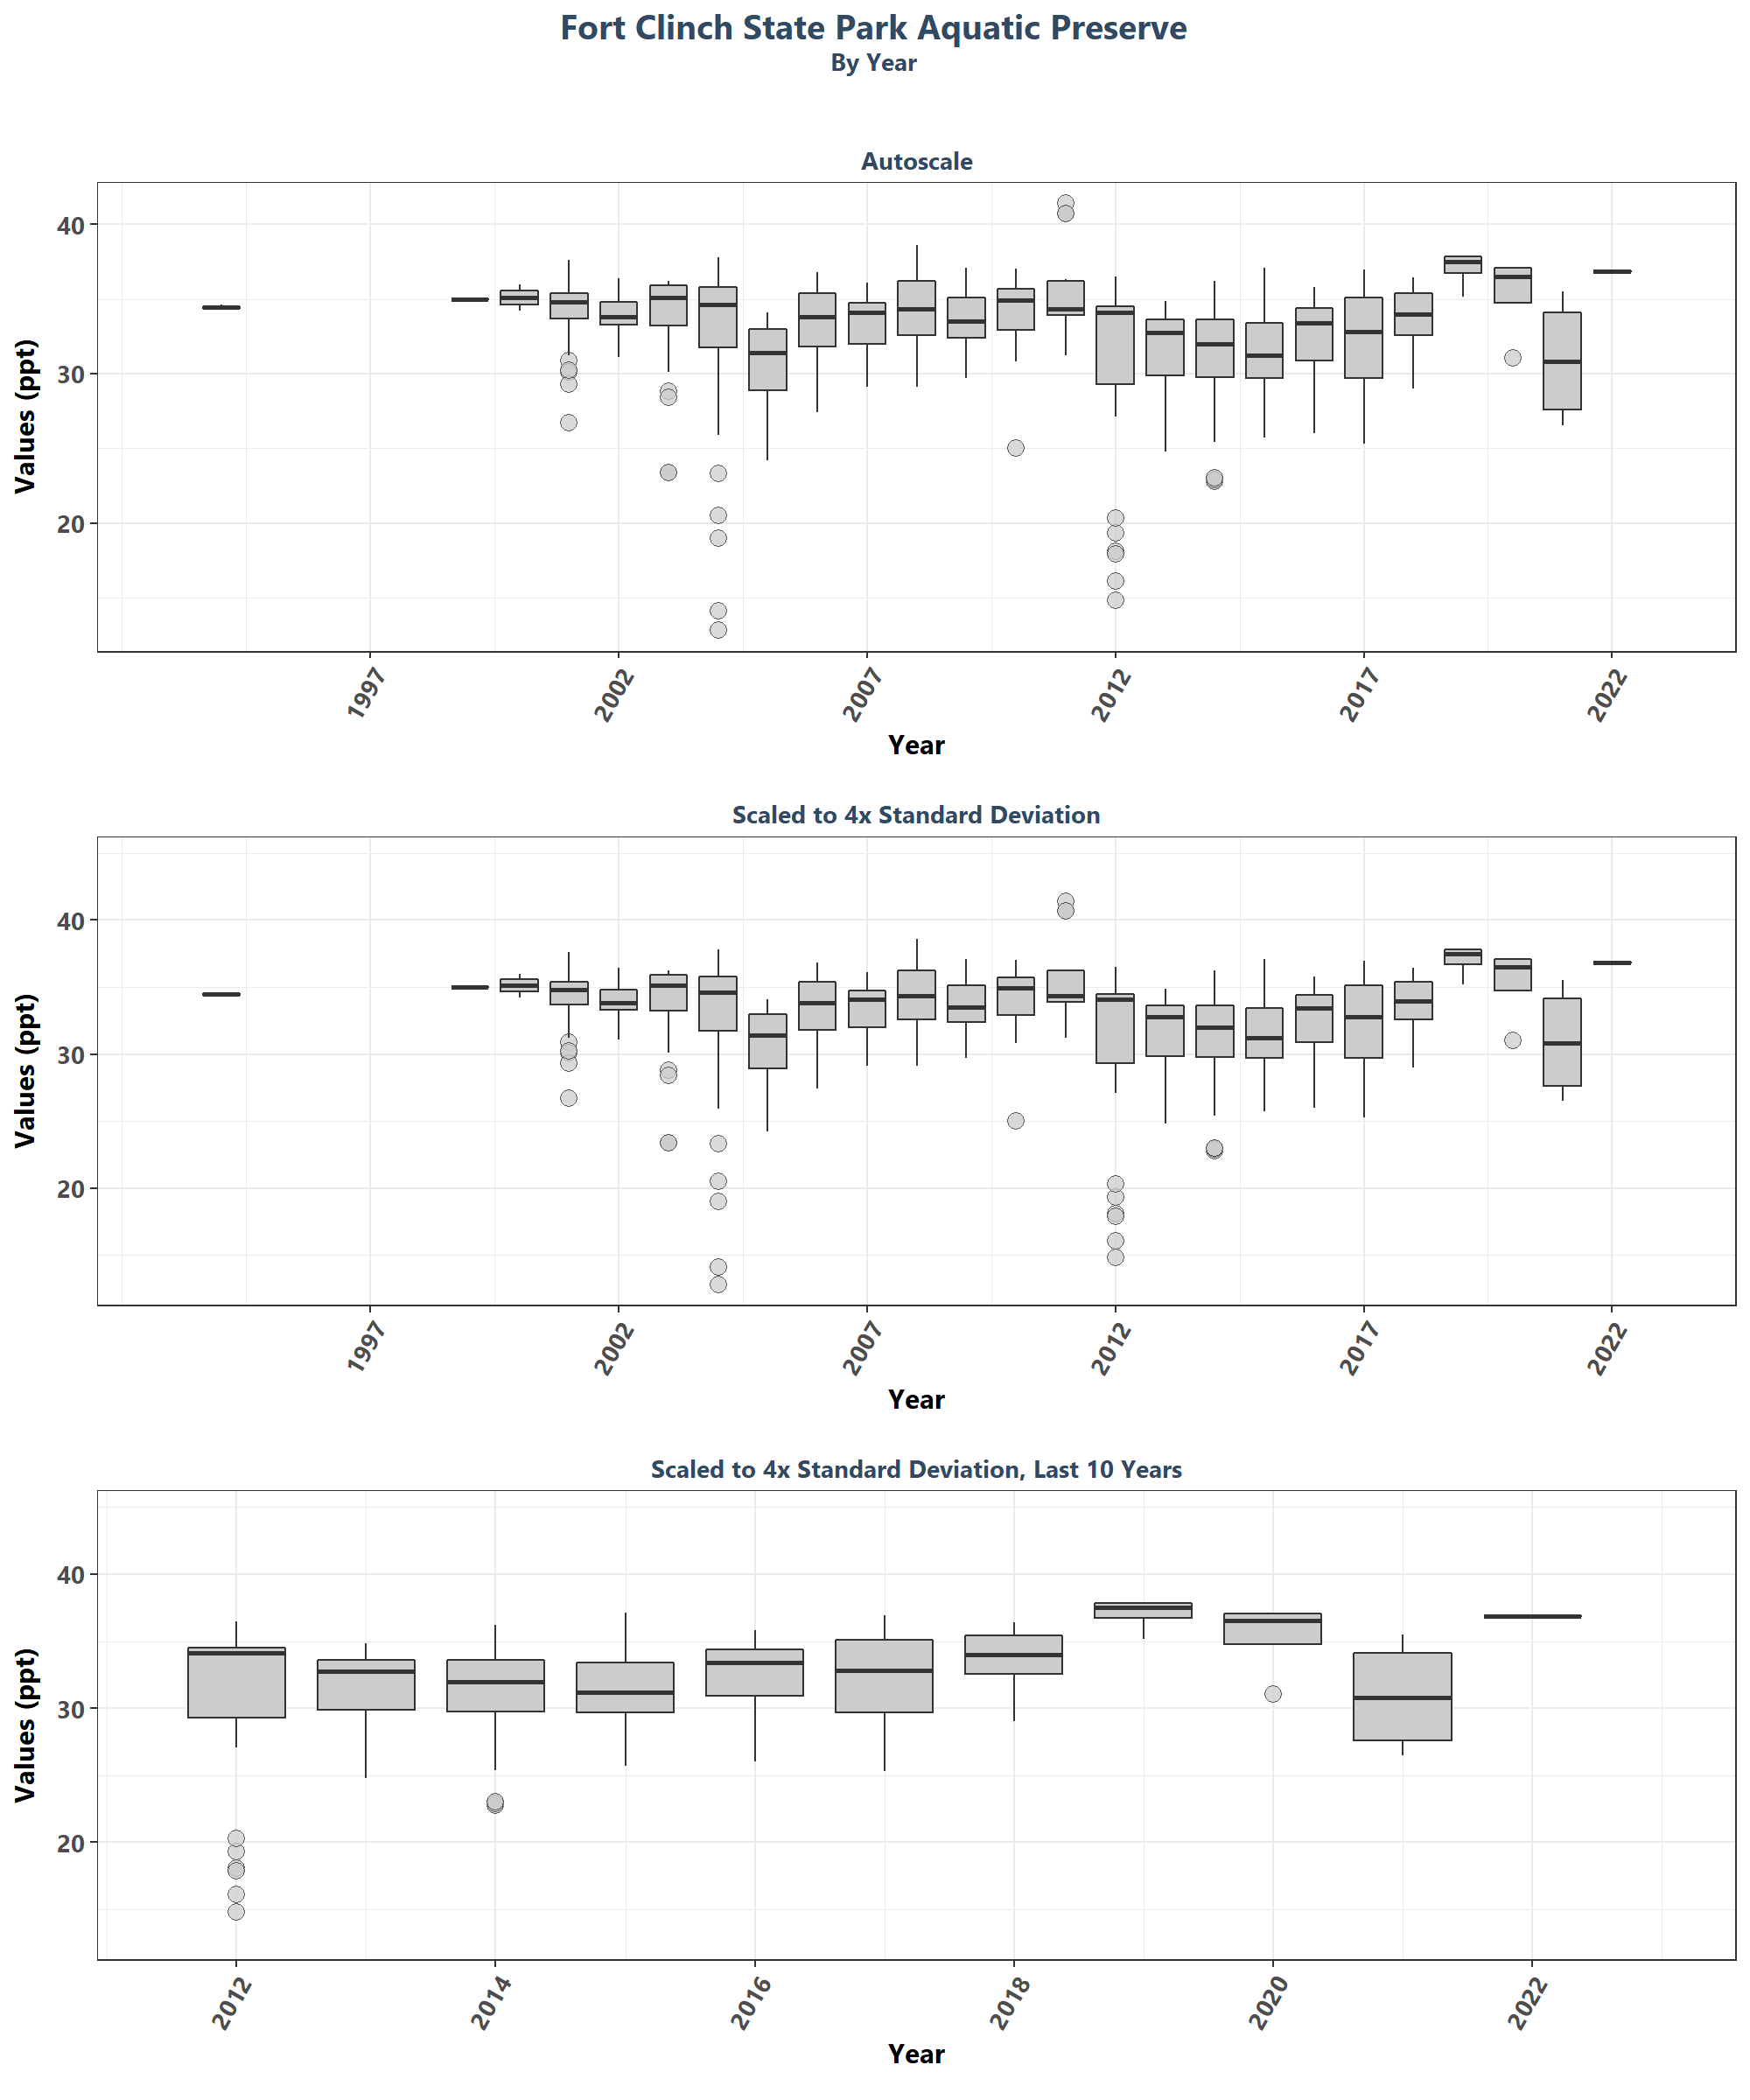 Fort Clinch State Park Aquatic Preserve
By Year
Autoscale
Values (ppt)
40
30
20
1997
2002
2007
2012
2017
2022
Year
Scaled to 4x Standard Deviation
Values (ppt)
40
30
20
1997
2002
2007
2012
2017
2022
Year
Scaled to 4x Standard Deviation, Last 10 Years
Values (ppt)
40
30
20
2012
2014
2016
2018
2020
2022
Year